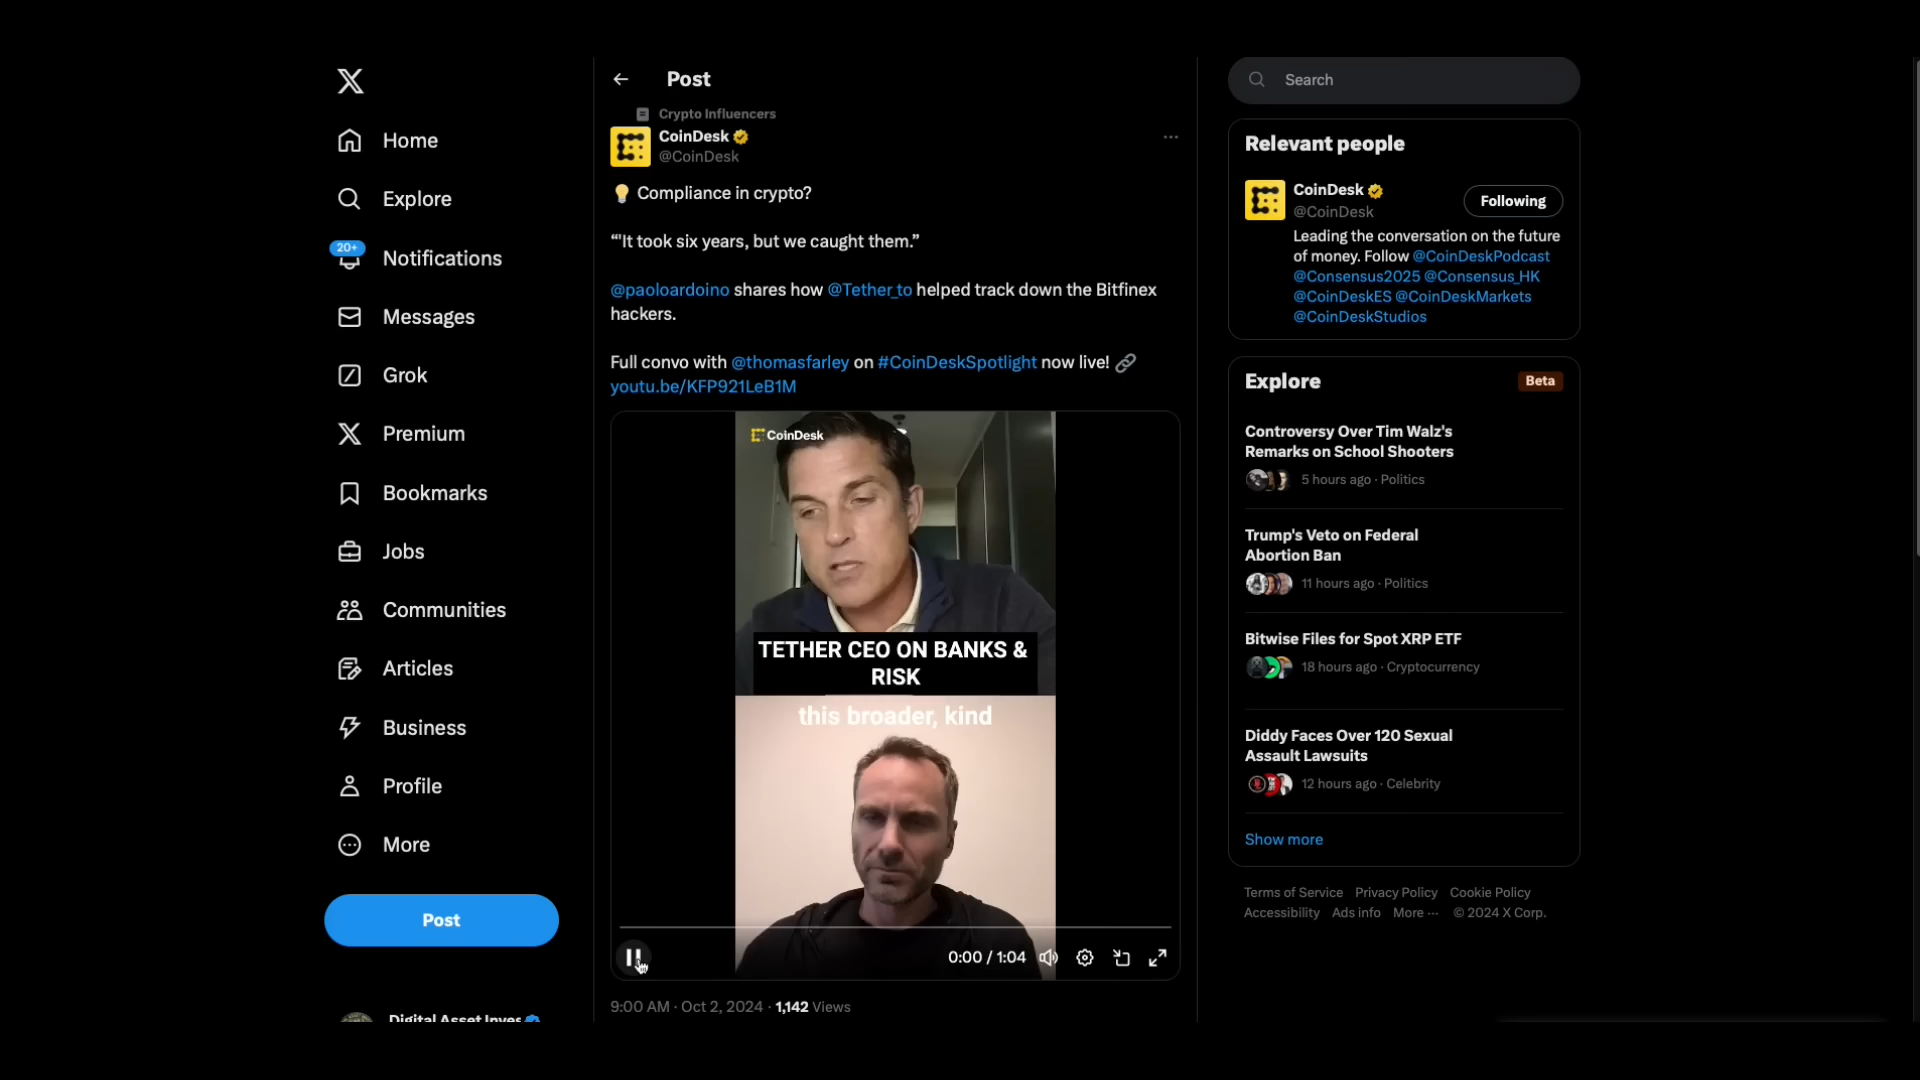 Home
Explore
20+
Notifications
Messages
Grok
Premium
Bookmarks
Jobs
Communities
Articles
Business
Profile
More
Post
Digital Asset Inves
Post
Crypto Influencers
CoinDesk
@CoinDesk
Compliance in crypto?
“'It took six years, but we caught them.”
@paoloardoino shares how @Tether_to helped track down the Bitfinex
hackers.
Full convo with @thomasfarley on #CoinDeskSpotlight now live!
youtu.be/KFP921LeB1M
CoinDesk
TETHER CEO ON BANKS &
RISK
this broader, kind
0:00 / 1:04
9:00 AM · Oct 2, 2024 · 1,142 Views
Search
Relevant people
CoinDesk
@CoinDesk
Following
Leading the conversation on the future
of money. Follow @CoinDeskPodcast
@Consensus2025 @Consensus_HK
@CoinDeskES @CoinDeskMarkets
@CoinDeskStudios
Explore
Beta
Controversy Over Tim Walz's
Remarks on School Shooters
5 hours ago · Politics
Trump's Veto on Federal
Abortion Ban
11 hours ago · Politics
Bitwise Files for Spot XRP ETF
18 hours ago · Cryptocurrency
Diddy Faces Over 120 Sexual
Assault Lawsuits
12 hours ago · Celebrity
Show more
Terms of Service Privacy Policy Cookie Policy
Accessibility Ads info More ··· © 2024 X Corp.